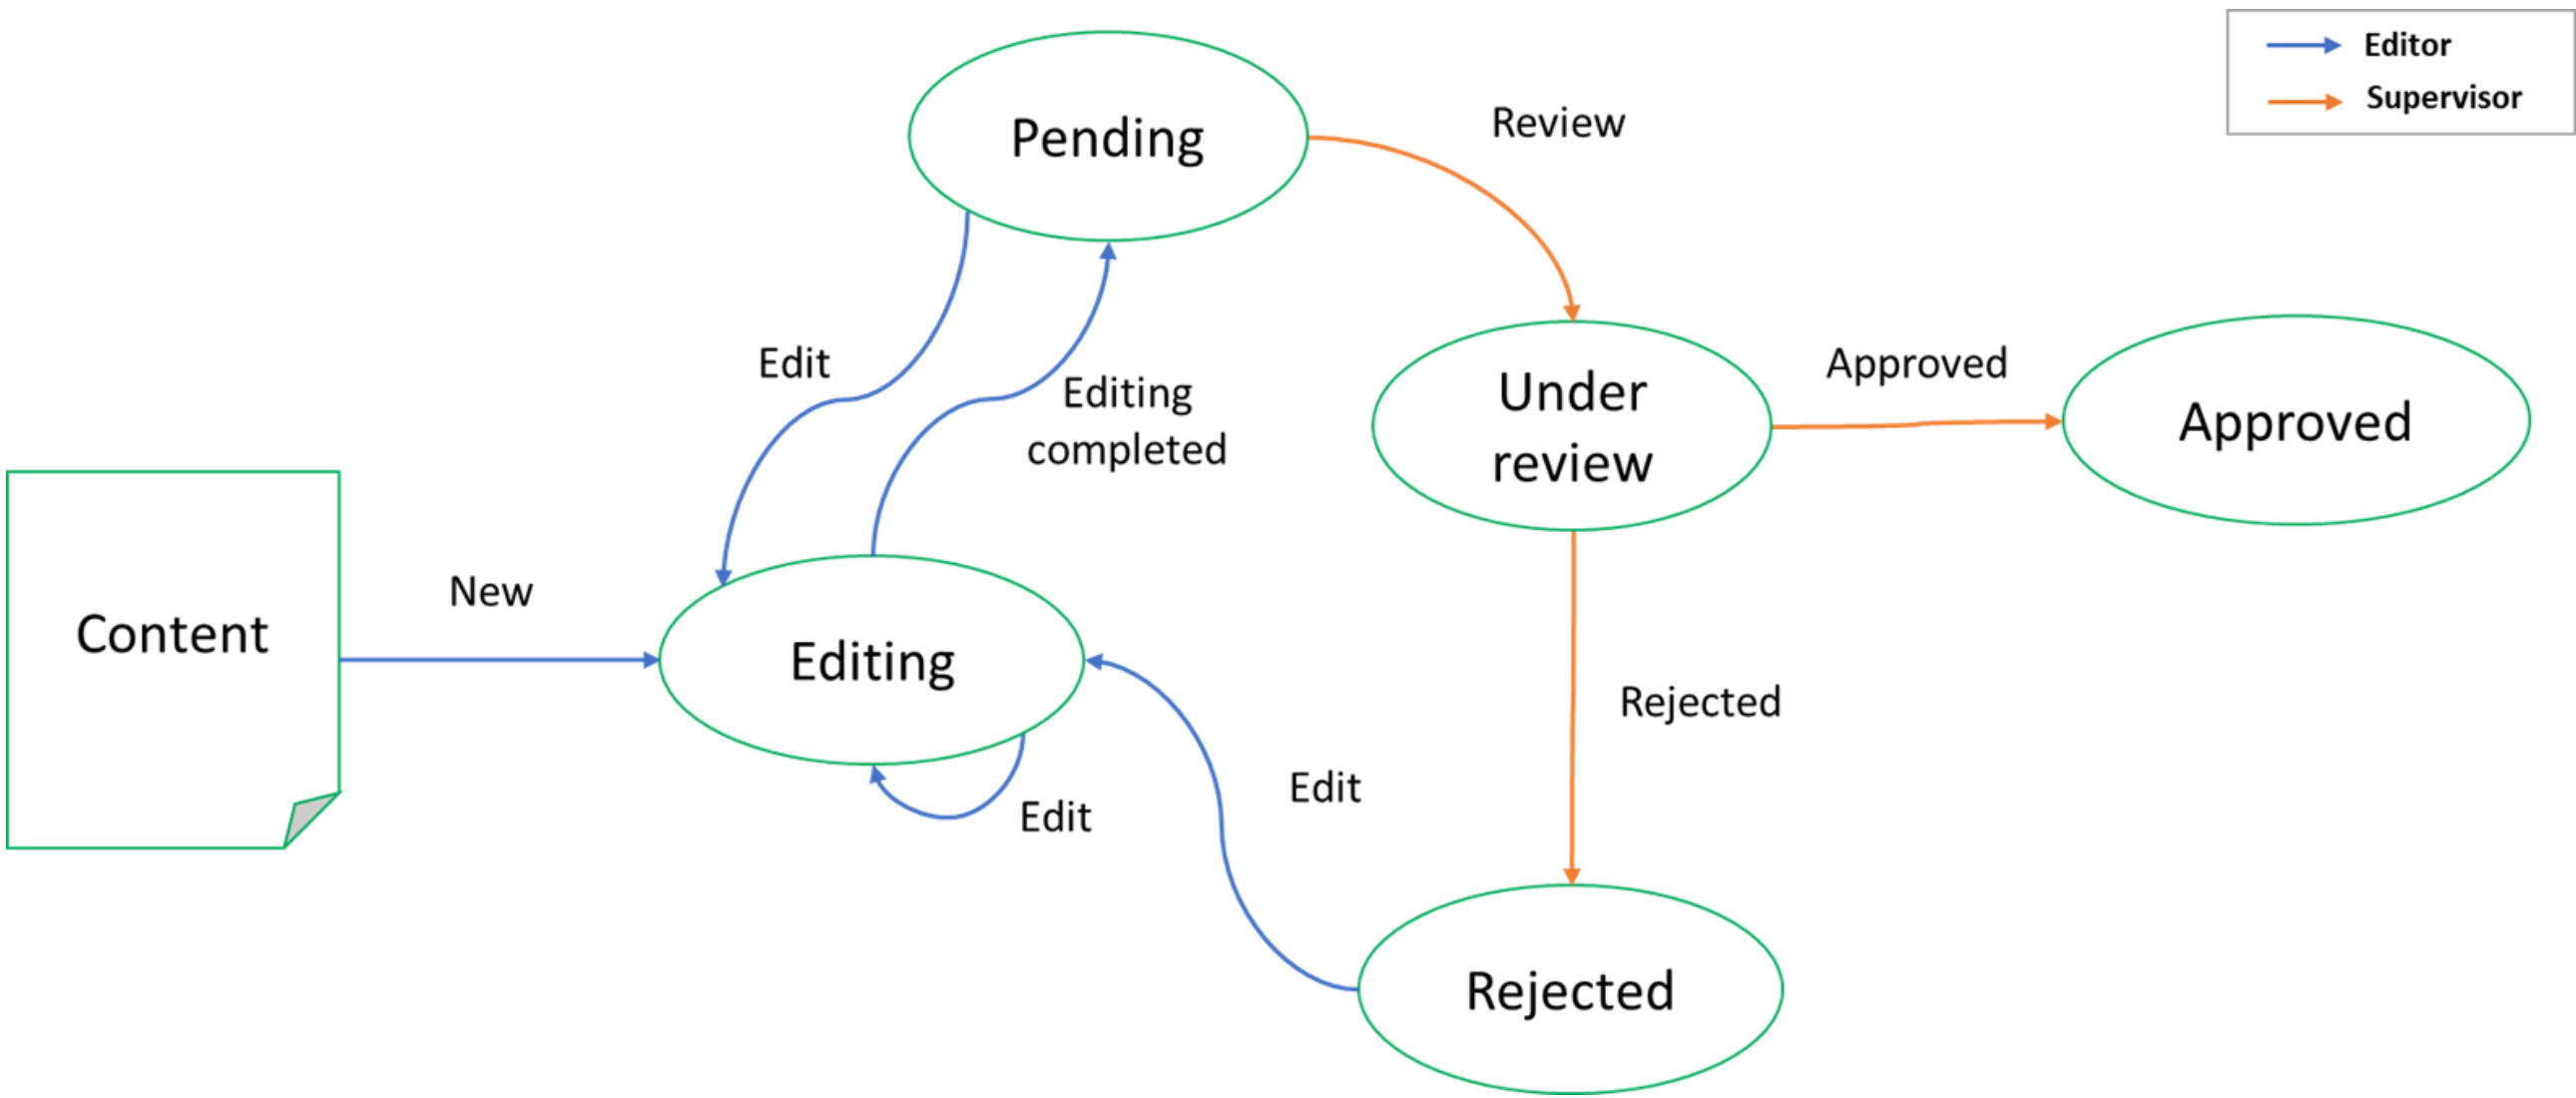 Editor
Supervisor
Pending
Review
Edit
Editing
completed
Under
review
Approved
Approved
Content
New
Editing
Edit
Edit
Rejected
Rejected